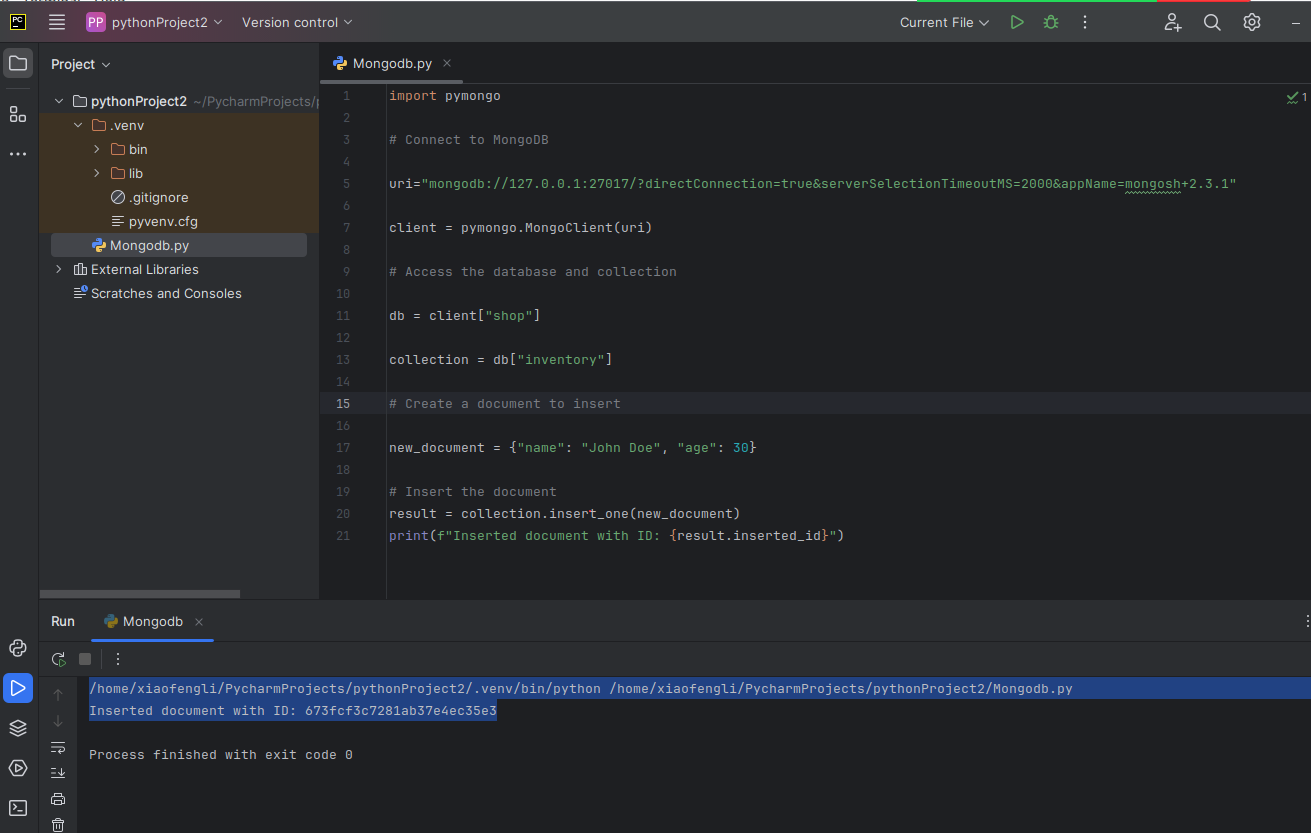 PC PP pythonProject2 Version control Current File
Project
Mongodb.py
pythonProject2 ~/PycharmProjects/
.venv
bin
lib
.gitignore
pyvenv.cfg
Mongodb.py
External Libraries
Scratches and Consoles
1 import pymongo
1
2
3 # Connect to MongoDB
4
5 uri="mongodb://127.0.0.1:27017/?directConnection=true&serverSelectionTimeoutMS=2000&appName=mongosh+2.3.1"
6
7 client = pymongo.MongoClient(uri)
8
9 # Access the database and collection
10
11 db = client["shop"]
12
13 collection = db["inventory"]
14
15 # Create a document to insert
16
17 new_document = {"name": "John Doe", "age": 30}
18
19 # Insert the document
20 result = collection.insert_one(new_document)
21 print(f"Inserted document with ID: {result.inserted_id}")
Run Mongodb
/home/xiaofengli/PycharmProjects/pythonProject2/.venv/bin/python /home/xiaofengli/PycharmProjects/pythonProject2/Mongodb.py
Inserted document with ID: 673fcf3c7281ab37e4ec35e3
Process finished with exit code 0